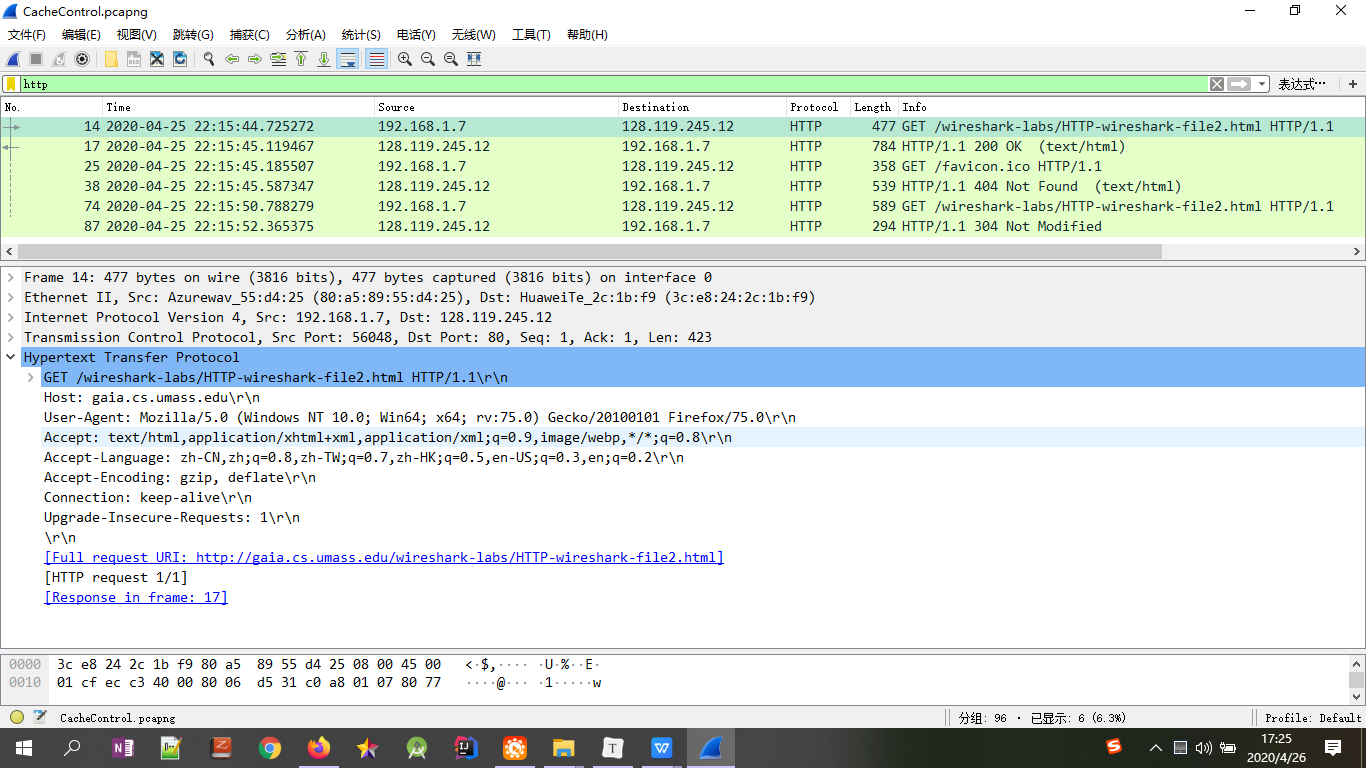 CacheControl.pcapng
文件(F) 编辑(E) 视图(V) 跳转(G) 捕获(C) 分析(A) 统计(S) 电话(Y) 无线(W) 工具(T) 帮助(H)
http 表达式…
No. Time Source Destination Protocol Length Info
14 2020-04-25 22:15:44.725272 192.168.1.7 128.119.245.12 HTTP 477 GET /wireshark-labs/HTTP-wireshark-file2.html HTTP/1.1
17 2020-04-25 22:15:45.119467 128.119.245.12 192.168.1.7 HTTP 784 HTTP/1.1 200 OK (text/html)
25 2020-04-25 22:15:45.185507 192.168.1.7 128.119.245.12 HTTP 358 GET /favicon.ico HTTP/1.1
38 2020-04-25 22:15:45.587347 128.119.245.12 192.168.1.7 HTTP 539 HTTP/1.1 404 Not Found (text/html)
74 2020-04-25 22:15:50.788279 192.168.1.7 128.119.245.12 HTTP 589 GET /wireshark-labs/HTTP-wireshark-file2.html HTTP/1.1
87 2020-04-25 22:15:52.365375 128.119.245.12 192.168.1.7 HTTP 294 HTTP/1.1 304 Not Modified
Frame 14: 477 bytes on wire (3816 bits), 477 bytes captured (3816 bits) on interface 0
Ethernet II, Src: Azurewav_55:d4:25 (80:a5:89:55:d4:25), Dst: HuaweiTe_2c:1b:f9 (3c:e8:24:2c:1b:f9)
Internet Protocol Version 4, Src: 192.168.1.7, Dst: 128.119.245.12
Transmission Control Protocol, Src Port: 56048, Dst Port: 80, Seq: 1, Ack: 1, Len: 423
Hypertext Transfer Protocol
GET /wireshark-labs/HTTP-wireshark-file2.html HTTP/1.1\r\n
Host: gaia.cs.umass.edu\r\n
User-Agent: Mozilla/5.0 (Windows NT 10.0; Win64; x64; rv:75.0) Gecko/20100101 Firefox/75.0\r\n
Accept: text/html,application/xhtml+xml,application/xml;q=0.9,image/webp,*/*;q=0.8\r\n
Accept-Language: zh-CN,zh;q=0.8,zh-TW;q=0.7,zh-HK;q=0.5,en-US;q=0.3,en;q=0.2\r\n
Accept-Encoding: gzip, deflate\r\n
Connection: keep-alive\r\n
Upgrade-Insecure-Requests: 1\r\n
\r\n
[Full request URI: http://gaia.cs.umass.edu/wireshark-labs/HTTP-wireshark-file2.html]
[HTTP request 1/1]
[Response in frame: 17]
0000 3c e8 24 2c 1b f9 80 a5 89 55 d4 25 08 00 45 00 <·$,···· ·U·%··E·
0010 01 cf ec c3 40 00 80 06 d5 31 c0 a8 01 07 80 77 ····@··· ·1·····w
CacheControl.pcapng 分组: 96 · 已显示: 6 (6.3%) Profile: Default
17:25
2020/4/26